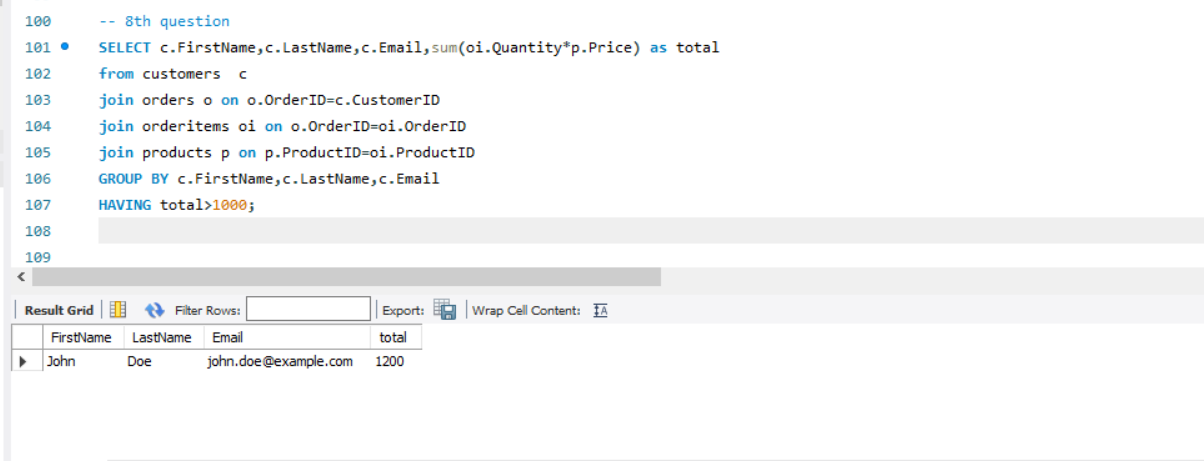 100 -- 8th question
101 SELECT c.FirstName,c.LastName,c.Email,sum(oi.Quantity*p.Price) as total
102 from customers  c
103 join orders o on o.OrderID=c.CustomerID
104 join orderitems oi on o.OrderID=oi.OrderID
105 join products p on p.ProductID=oi.ProductID
106 GROUP BY c.FirstName,c.LastName,c.Email
107 HAVING total>1000;
108
109
Result Grid Filter Rows: Export: Wrap Cell Content: IA
FirstName LastName Email total
John Doe john.doe@example.com 1200